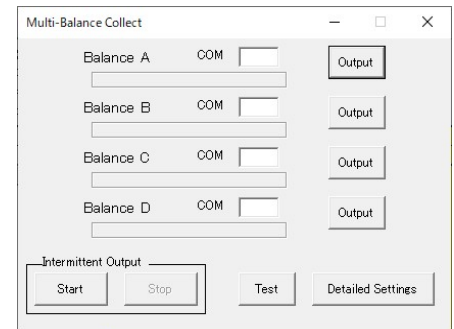 Multi-Balance Collect
Balance A COM Output
Balance B COM Output
Balance C COM Output
Balance D COM Output
Intermittent Output
Start Stop Test Detailed Settings